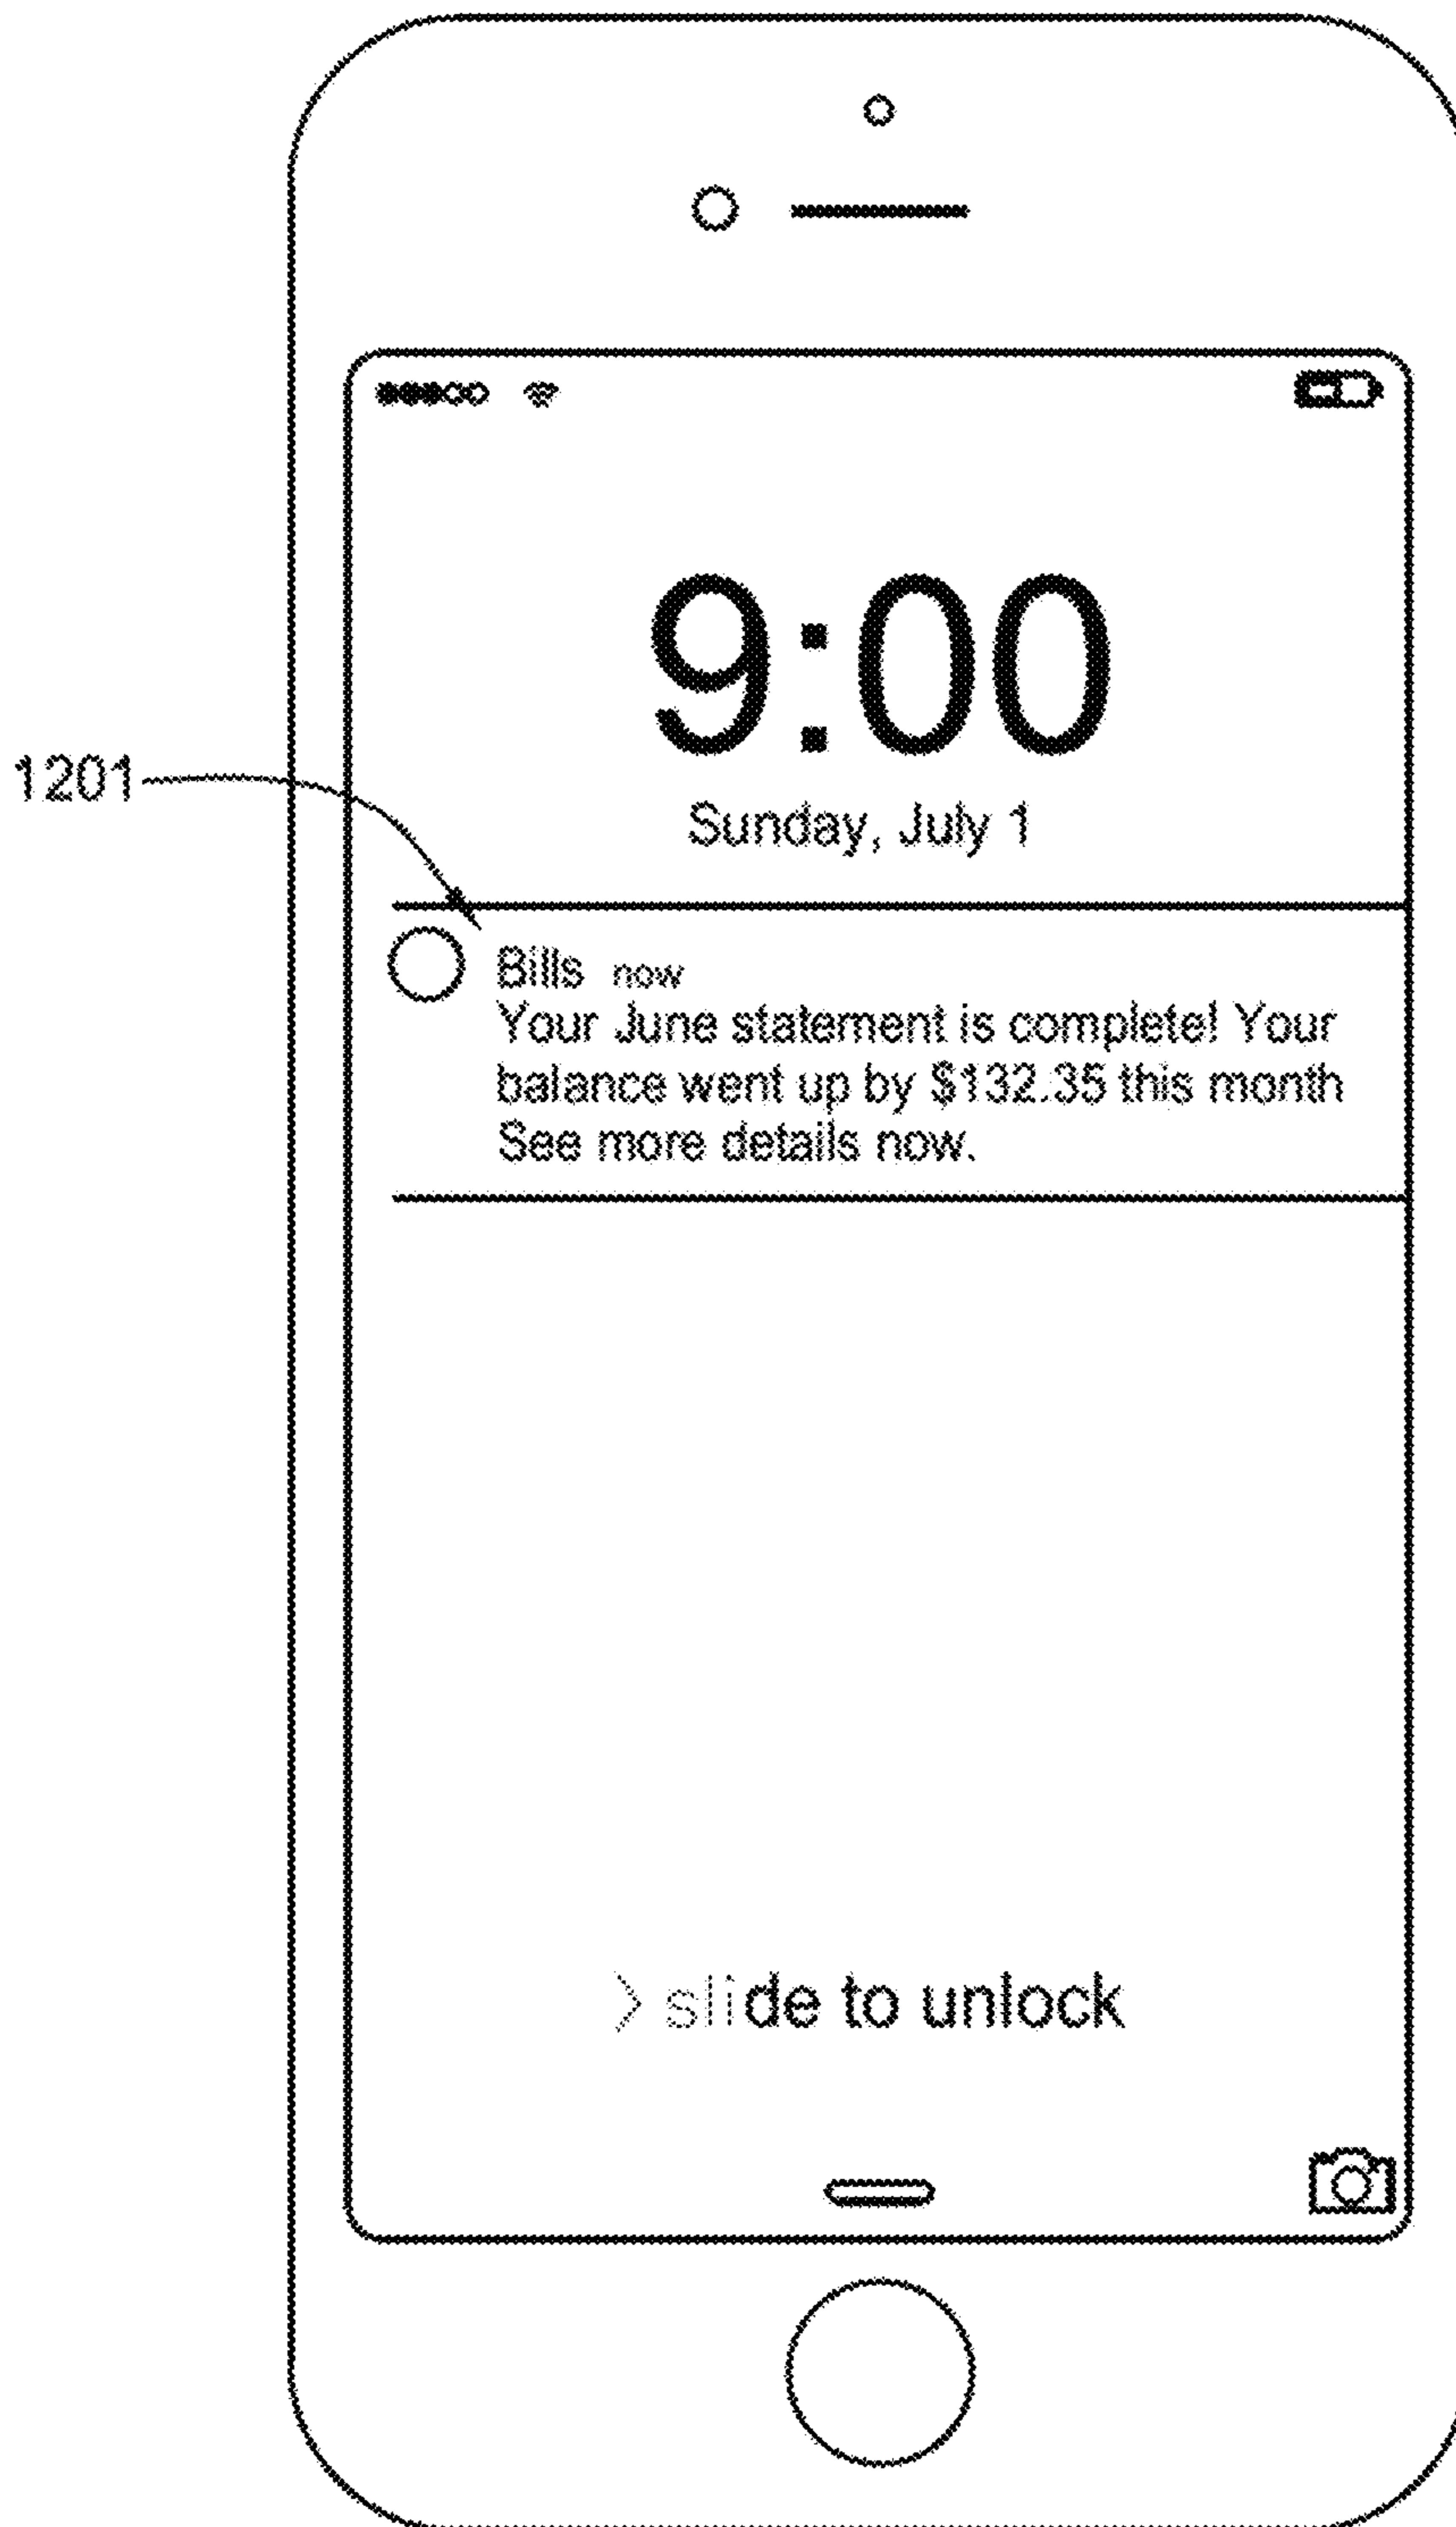 9:00
1201
Sunday, July 1
Bills now
Your June statement is complete! Your
balance went up by $132.35 this month
See more details now.
> slide to unlock